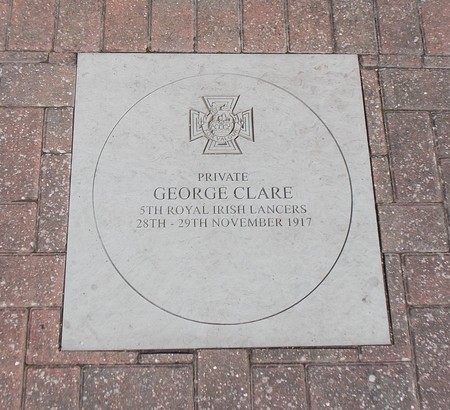 PRIVATE
GEORGE CLARE
5TH ROYAL IRISH LANCERS
28TH - 29TH NOVEMBER 1917